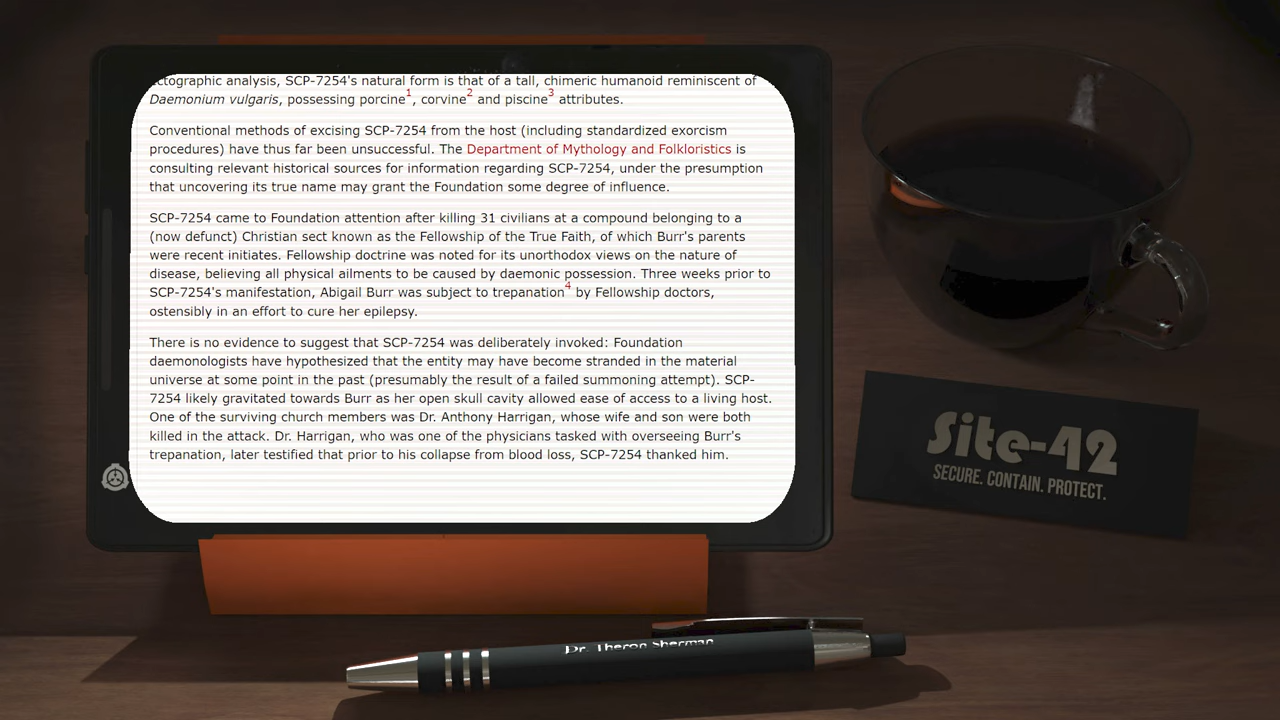 ctographic analysis, SCP-7254's natural form is that of a tall, chimeric humanoid reminiscent of
Daemonium vulgaris, possessing porcine1, corvine2 and piscine3 attributes.
Conventional methods of excising SCP-7254 from the host (including standardized exorcism
procedures) have thus far been unsuccessful. The Department of Mythology and Folkloristics is
consulting relevant historical sources for information regarding SCP-7254, under the presumption
that uncovering its true name may grant the Foundation some degree of influence.
SCP-7254 came to Foundation attention after killing 31 civilians at a compound belonging to a
(now defunct) Christian sect known as the Fellowship of the True Faith, of which Burr's parents
were recent initiates. Fellowship doctrine was noted for its unorthodox views on the nature of
disease, believing all physical ailments to be caused by daemonic possession. Three weeks prior to
SCP-7254's manifestation, Abigail Burr was subject to trepanation4 by Fellowship doctors,
ostensibly in an effort to cure her epilepsy.
There is no evidence to suggest that SCP-7254 was deliberately invoked: Foundation
daemonologists have hypothesized that the entity may have become stranded in the material
universe at some point in the past (presumably the result of a failed summoning attempt). SCP-
7254 likely gravitated towards Burr as her open skull cavity allowed ease of access to a living host.
One of the surviving church members was Dr. Anthony Harrigan, whose wife and son were both
killed in the attack. Dr. Harrigan, who was one of the physicians tasked with overseeing Burr's
trepanation, later testified that prior to his collapse from blood loss, SCP-7254 thanked him.
Site-42
SECURE. CONTAIN. PROTECT.
Dr. Theron Sherman